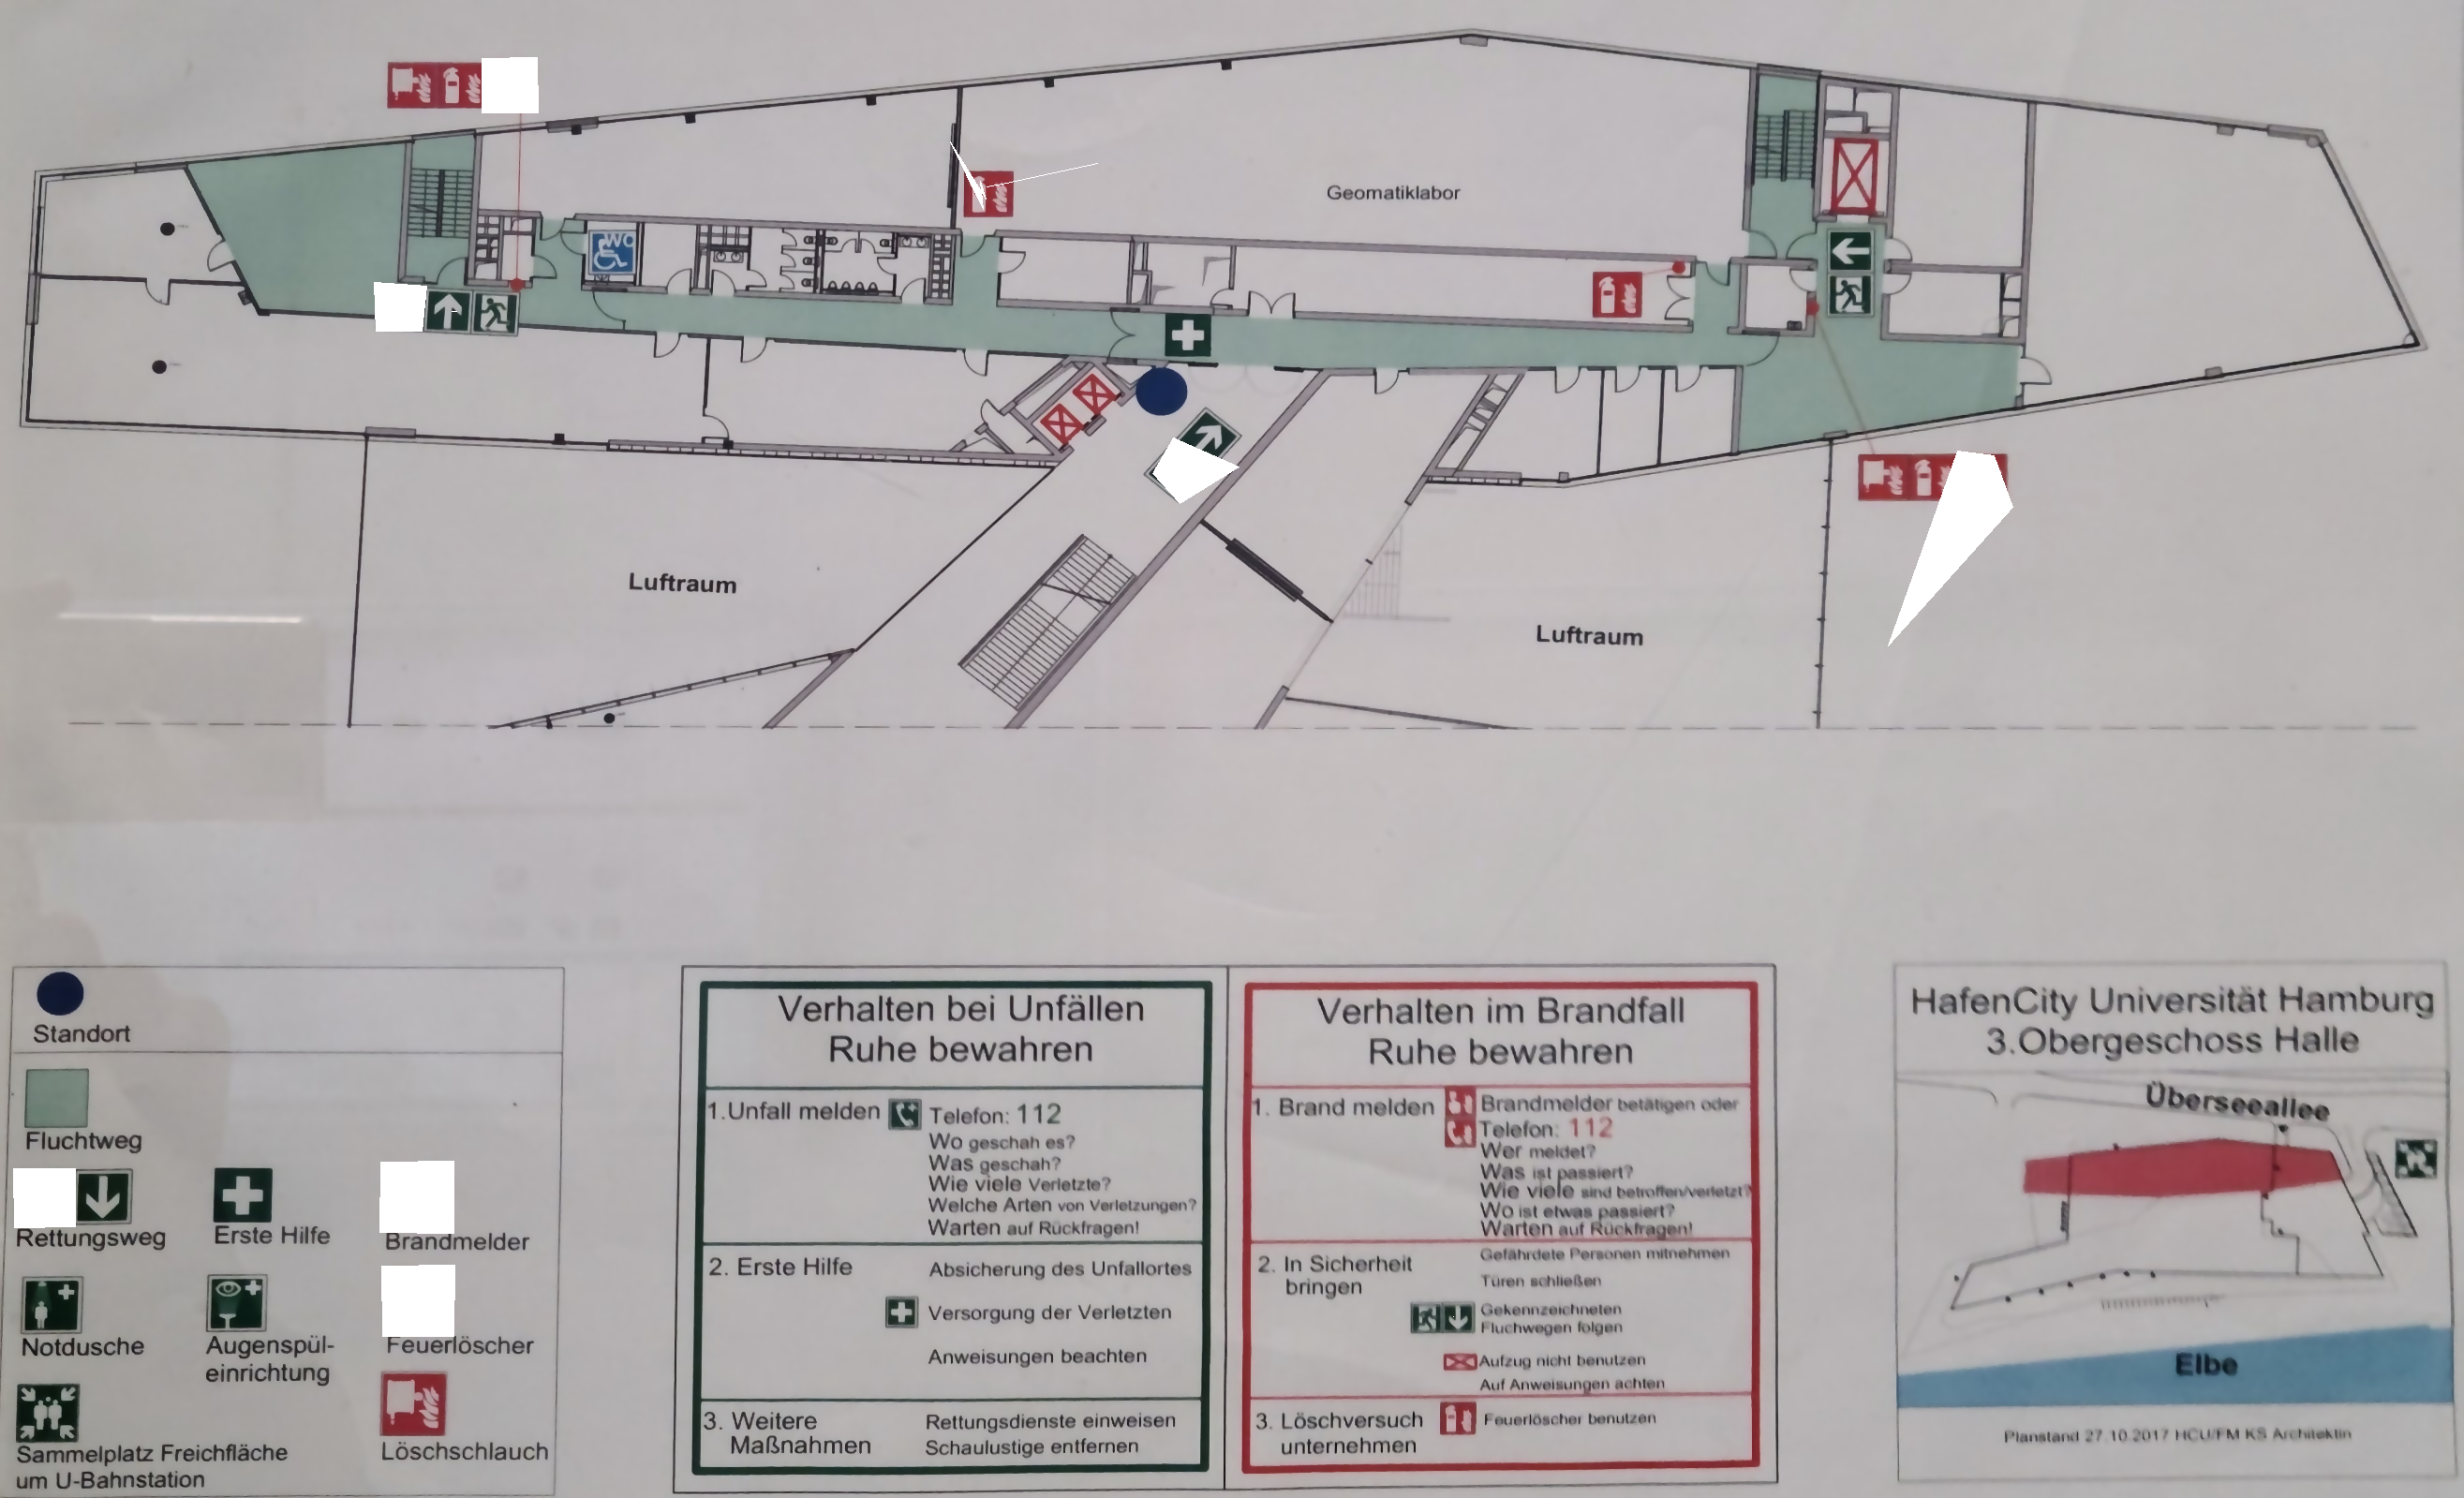 WC
Geomatiklabor
Luftraum
Luftraum
Standort
Fluchtweg
Rettungsweg
Erste Hilfe
Brandmelder
Notdusche
Augenspül-
einrichtung
Feuerlöscher
Sammelplatz Freichfläche
um U-Bahnstation
Löschschlauch
Verhalten bei Unfällen
Ruhe bewahren
1.Unfall melden
Telefon: 112
Wo geschah es?
Was geschah?
Wie viele Verletzte?
Welche Arten von Verletzungen?
Warten auf Rückfragen!
2. Erste Hilfe
Absicherung des Unfallortes
Versorgung der Verletzten
Anweisungen beachten
3. Weitere
Maßnahmen
Rettungsdienste einweisen
Schaulustige entfernen
Verhalten im Brandfall
Ruhe bewahren
1. Brand melden
Brandmelder betätigen oder
Telefon: 112
Wer meldet?
Was ist passiert?
Wie viele sind betroffen/verletzt?
Wo ist etwas passiert?
Warten auf Rückfragen!
2. In Sicherheit
bringen
Gefährdete Personen mitnehmen
Türen schließen
Gekennzeichneten
Fluchwegen folgen
Aufzug nicht benutzen
Auf Anweisungen achten
3. Löschversuch
unternehmen
Feuerlöscher benutzen
HafenCity Universität Hamburg
3.Obergeschoss Halle
Überseeallee
Elbe
Planstand 27.10.2017 HCU/FM KS Architektin